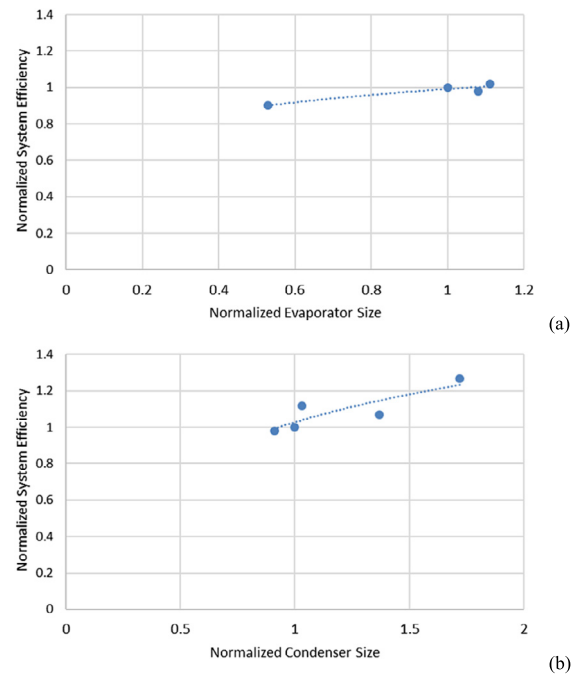 1.4
1.2
1
0.8
0.6
0.4
0.2
0
Normalized System Efficiency
0 0.2 0.4 0.6 0.8 1 1.2
Normalized Evaporator Size
(a)
1.4
1.2
1
0.8
0.6
0.4
0.2
0
Normalized System Efficiency
0 0.5 1 1.5 2
Normalized Condenser Size
(b)